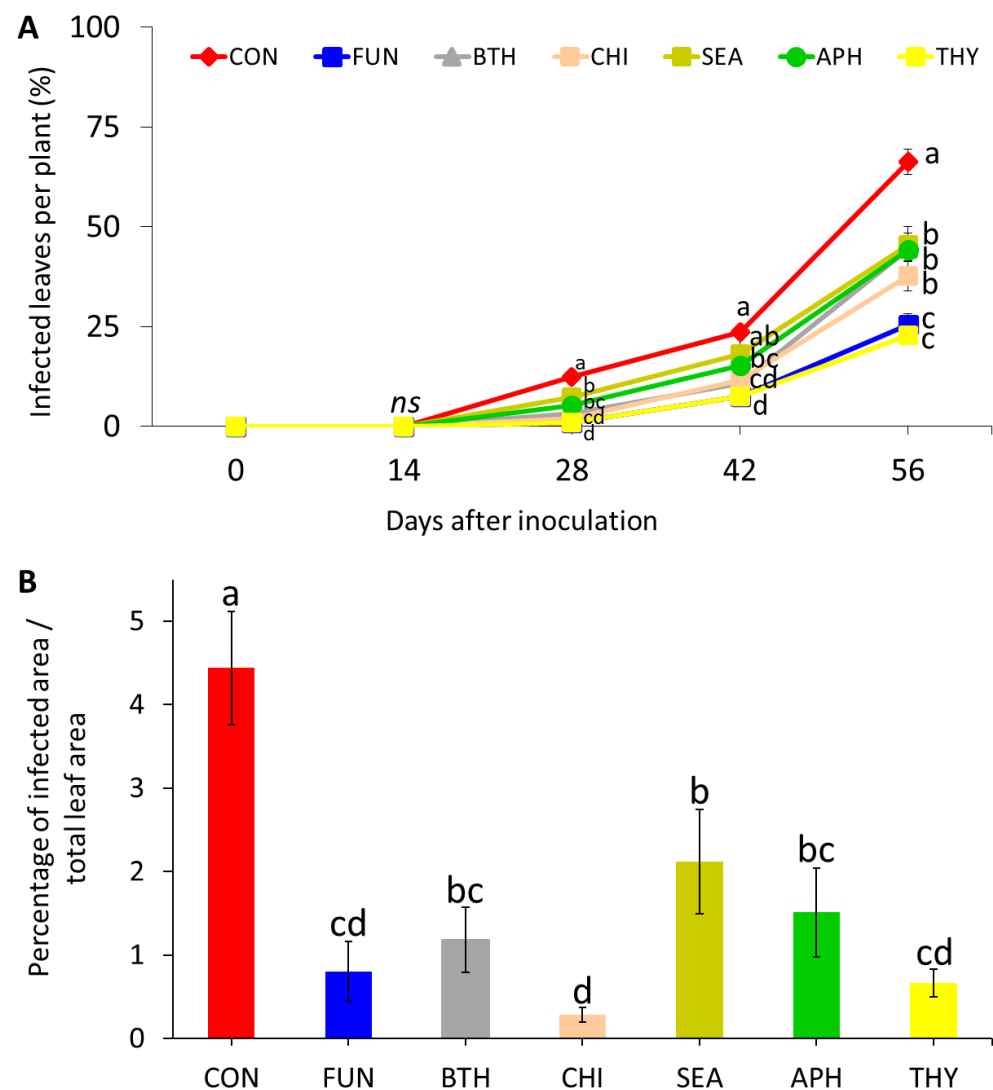 A
100
CON FUN BTH CHI SEA APH THY
75
50
25
0
Infected leaves per plant (%)
ns
a
b
bc
cd
d
a
ab
bc
cd
d
a
b
b
b
c
c
0 14 28 42 56
Days after inoculation
B
Percentage of infected area /
total leaf area
5
4
3
2
1
0
a
cd
bc
d
b
bc
cd
CON FUN BTH CHI SEA APH THY